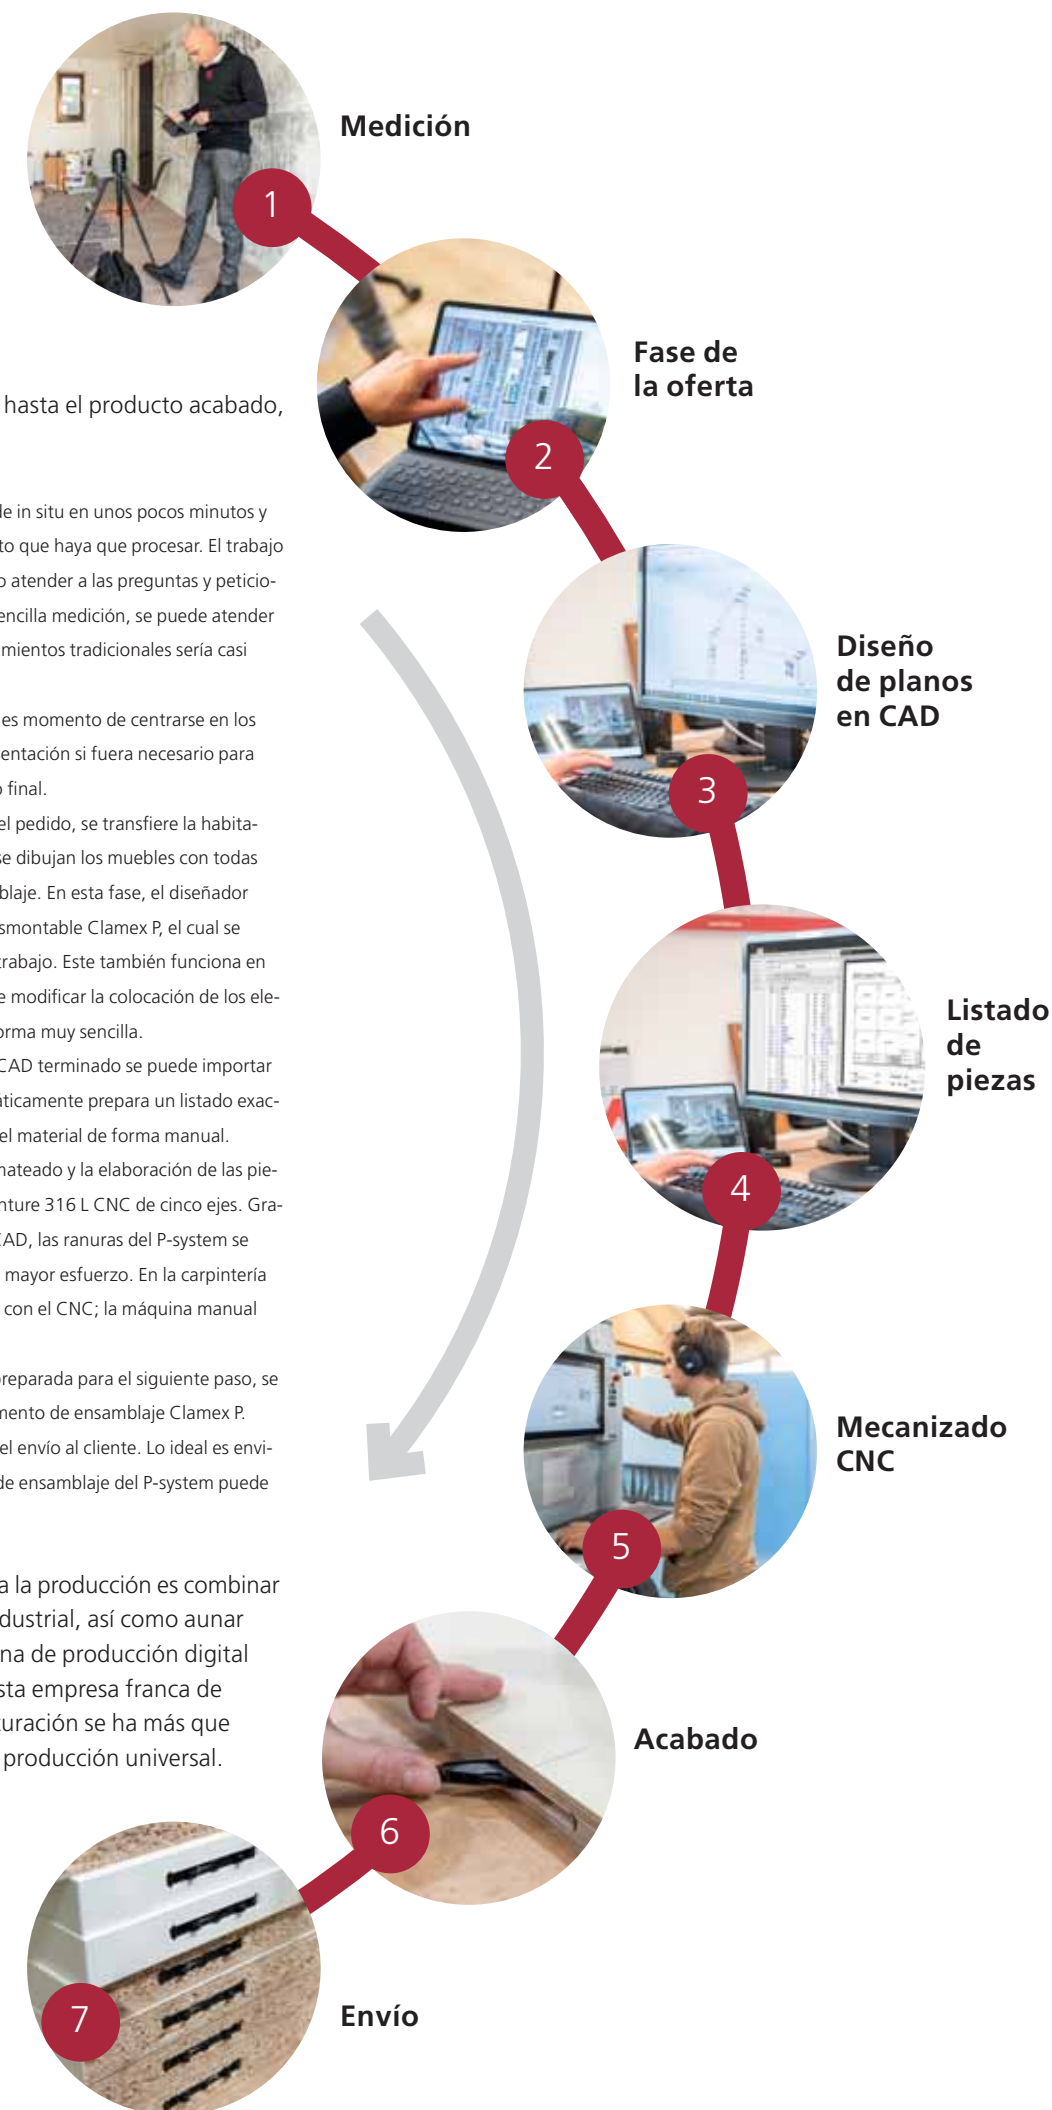 Medición
1
Fase de
la oferta
2
hasta el producto acabado,
de in situ en unos pocos minutos y
to que haya que procesar. El trabajo
o atender a las preguntas y peticio-
encilla medición, se puede atender
mientos tradicionales sería casi
es momento de centrarse en los
sentación si fuera necesario para
o final.
el pedido, se transfiere la habita-
se dibujan los muebles con todas
blaje. En esta fase, el diseñador
smontable Clamex P, el cual se
trabajo. Este también funciona en
e modificar la colocación de los ele-
orma muy sencilla.
CAD terminado se puede importar
áticamente prepara un listado exac-
el material de forma manual.
mateado y la elaboración de las pie-
nture 316 L CNC de cinco ejes. Gra-
CAD, las ranuras del P-system se
mayor esfuerzo. En la carpintería
con el CNC; la máquina manual
preparada para el siguiente paso, se
mento de ensamblaje Clamex P.
el envío al cliente. Lo ideal es envi-
de ensamblaje del P-system puede
a la producción es combinar
dustrial, así como aunar
na de producción digital
sta empresa franca de
turación se ha más que
producción universal.
Diseño
de planos
en CAD
3
Listado
de
piezas
4
Mecanizado
CNC
5
Acabado
6
Envío
7